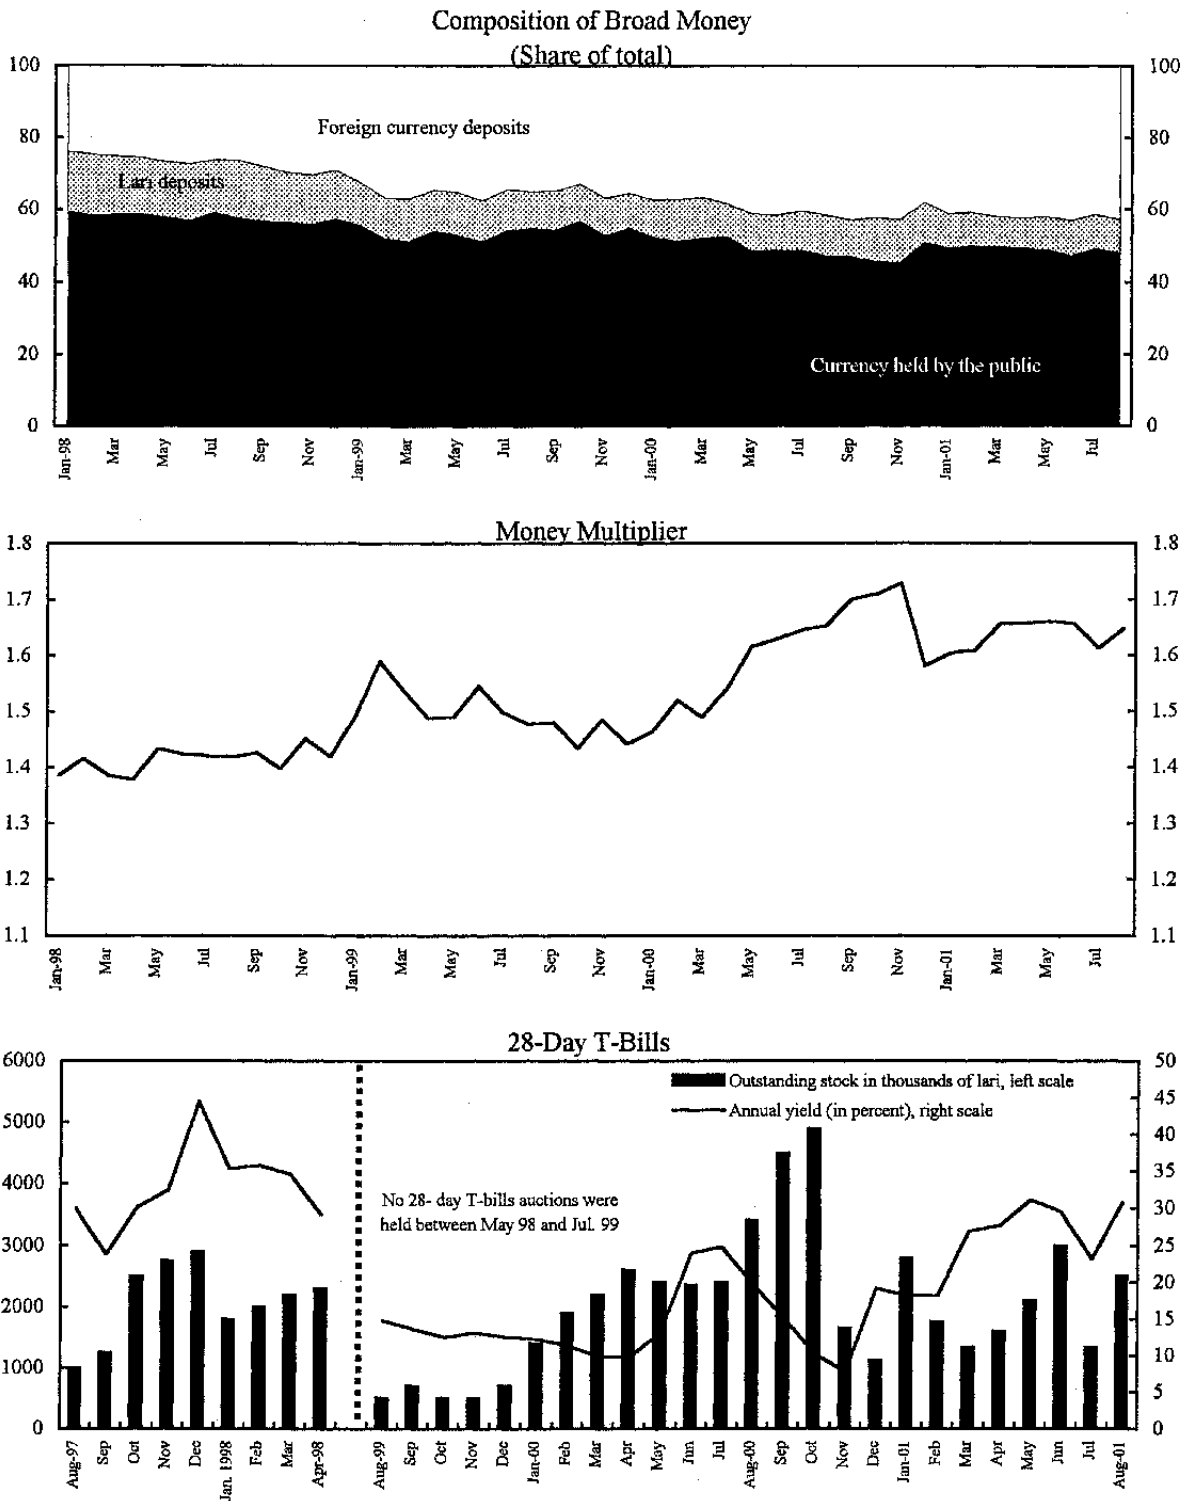 Composition of Broad Money
(Share of total)
100 100
80 80
60 60
40 40
20 20
0 0
Foreign currency deposits
Lari deposits
Currency held by the public
Jan-98 Mar May Jul Sep Nov Jan-99 Mar May Jul Sep Nov Jan-00 Mar May Jul Sep Nov Jan-01 Mar May Jul
Money Multiplier
1.8 1.8
1.7 1.7
1.6 1.6
1.5 1.5
1.4 1.4
1.3 1.3
1.2 1.2
1.1 1.1
Jan-98 Mar May Jul Sep Nov Jan-99 Mar May Jul Sep Nov Jan-00 Mar May Jul Sep Nov Jan-01 Mar May Jul
28-Day T-Bills
6000 50
45
5000
40
4000 35
30
3000 25
20
2000
15
1000 10
5
0 0
Outstanding stock in thousands of lari, left scale
Annual yield (in percent), right scale
No 28- day T-bills auctions were
held between May 98 and Jul. 99
Aug-97 Sep Oct Nov Dec Jan. 1998 Feb Mar Apr-98 Aug-99 Sep Oct Nov Dec Jan-00 Feb Mar Apr May Jun Jul Aug-00 Sep Oct Nov Dec Jan-01 Feb Mar Apr May Jun Jul Aug-01